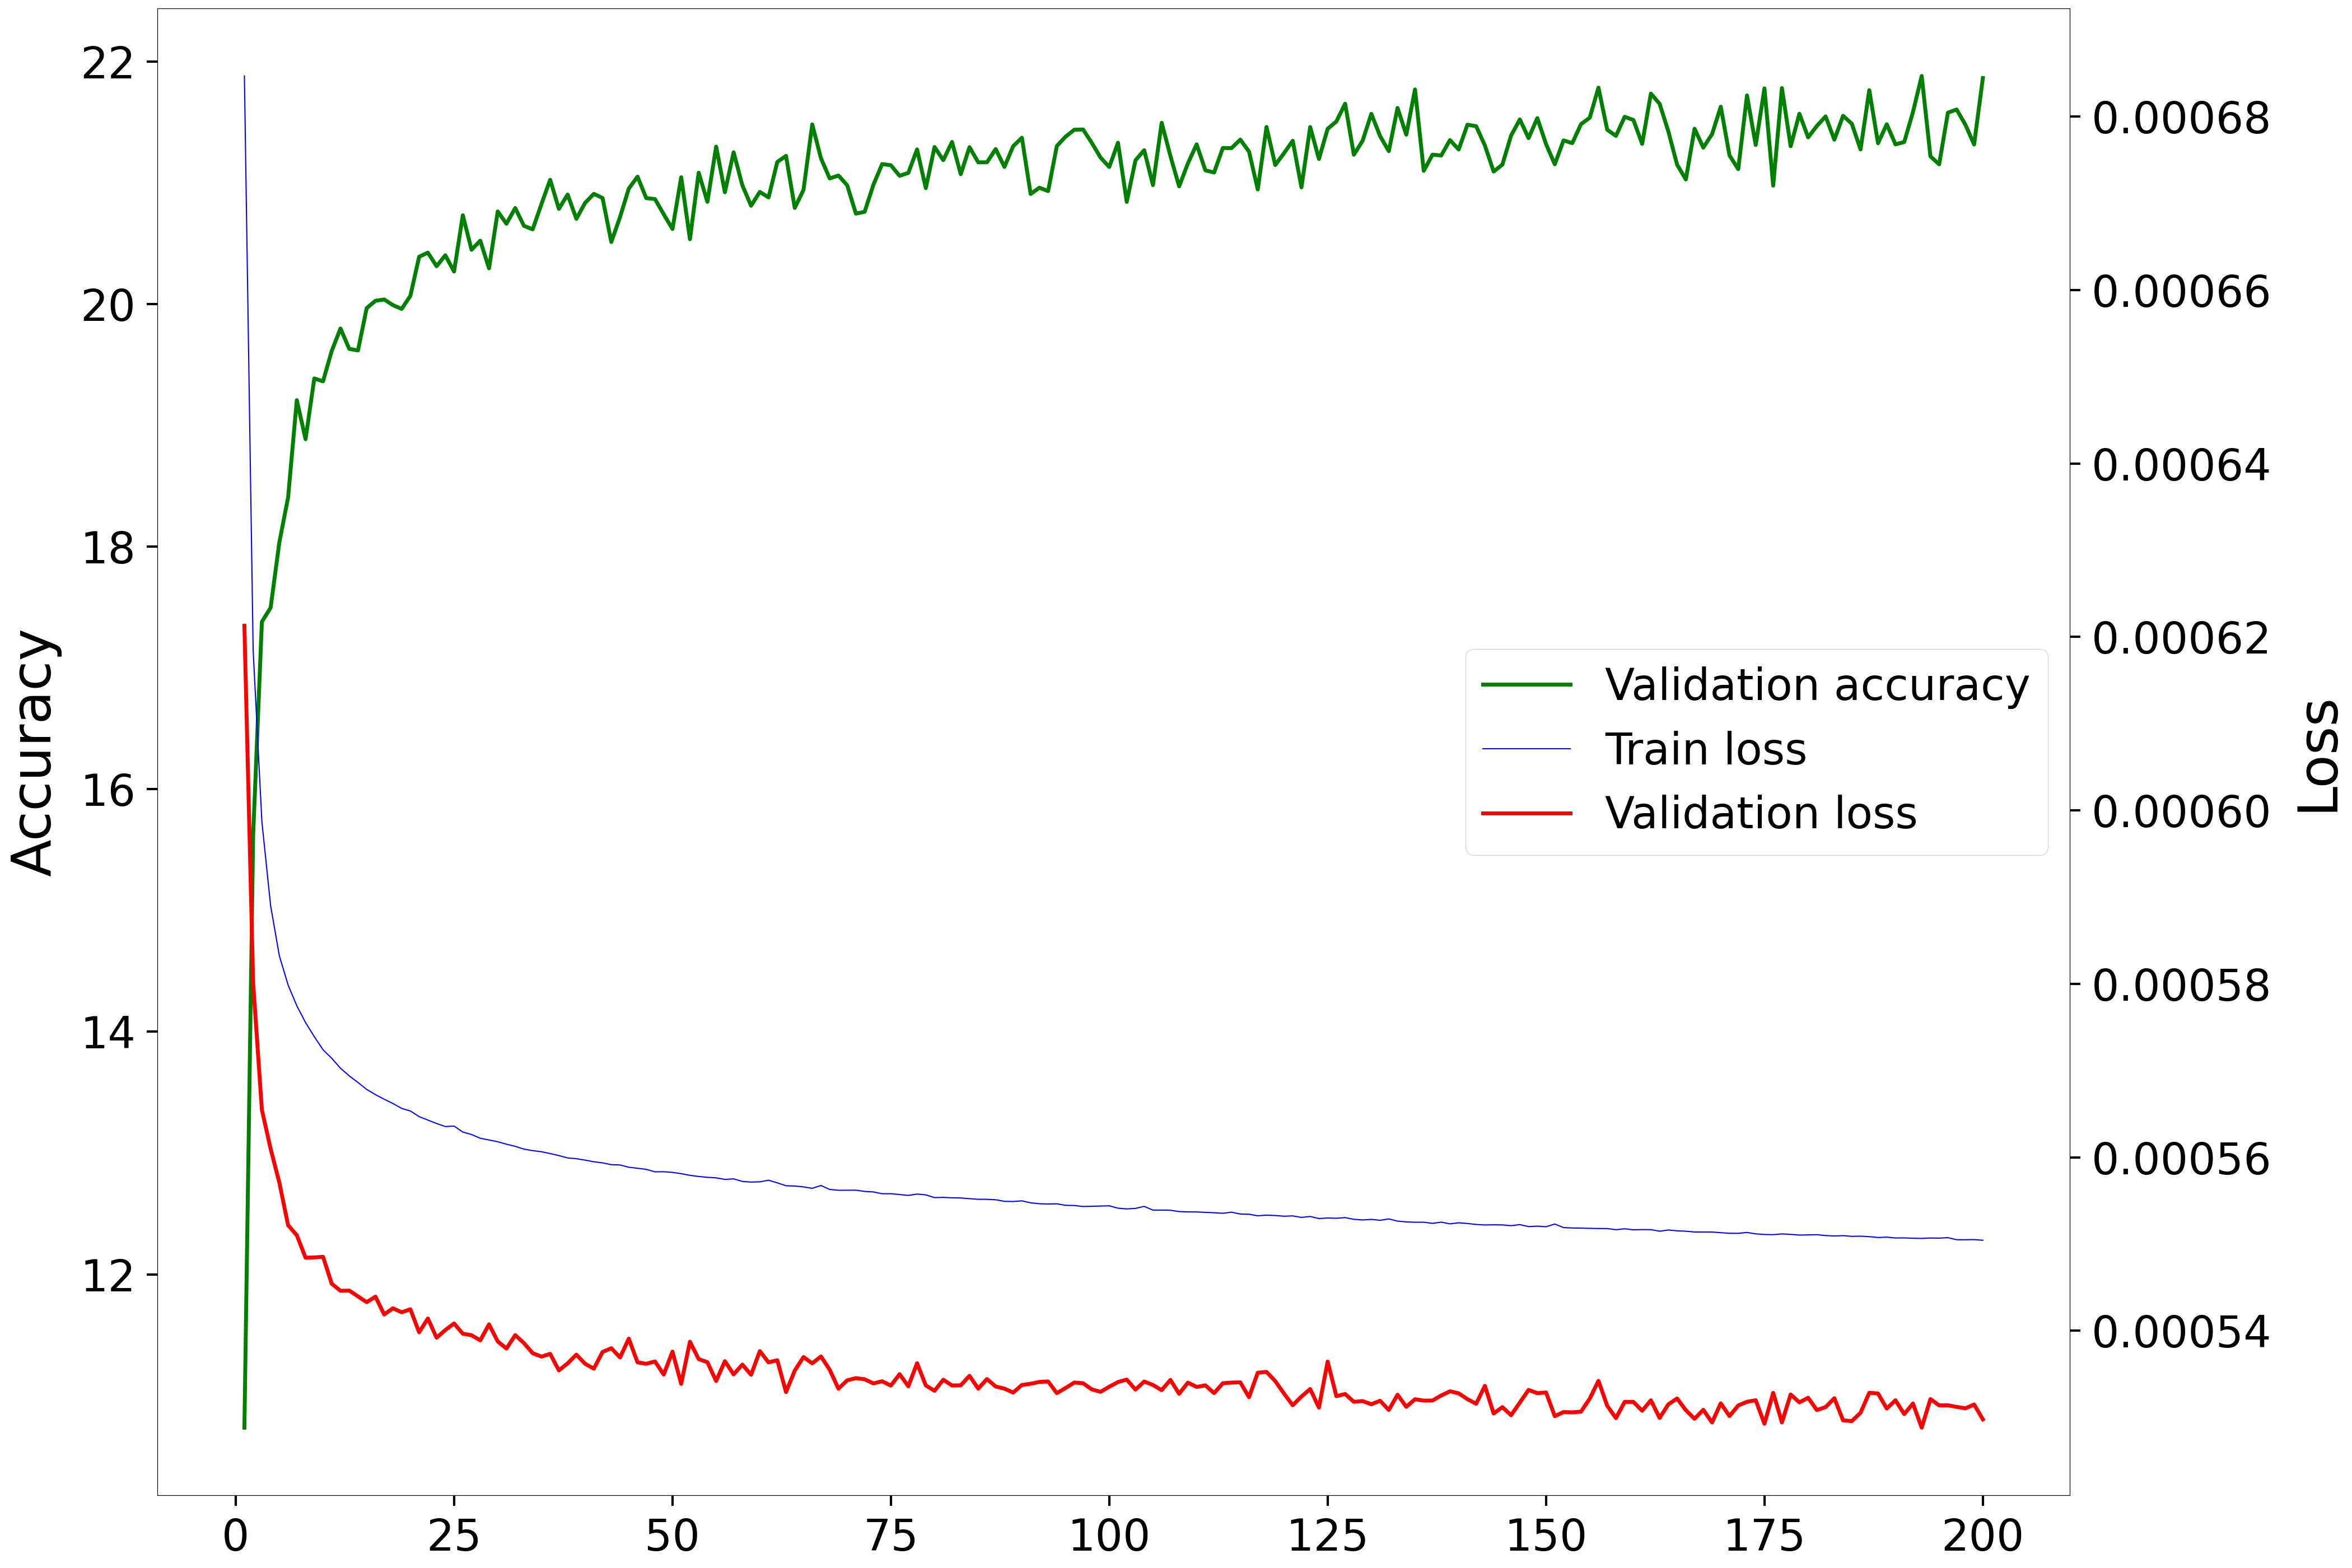 22
20
18
16
14
12
Accuracy
0.00068
0.00066
0.00064
0.00062
0.00060
0.00058
0.00056
0.00054
Loss
Validation accuracy
Train loss
Validation loss
0 25 50 75 100 125 150 175 200